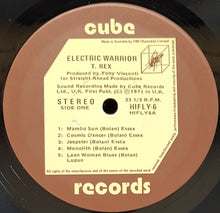 cube
Made in Australia by EMI (Australia) Limited
ELECTRIC WARRIOR
T. REX
Produced by Tony Visconti
for Straight Ahead Productions
Sound Recording Made by Cube Records
Ltd., U.K. First Pub. Ⓟ 1971 in U.K.
STEREO
SIDE ONE
33 1/3 R.P.M.
HIFLY-6
HIFLY6A
1: Mambo Sun (Bolan) Essex
2: Cosmic Dancer (Bolan) Essex
3: Jeepster (Bolan) Essex
4: Monolith (Bolan) Essex
5: Lean Woman Blues (Bolan)
Lupus
records